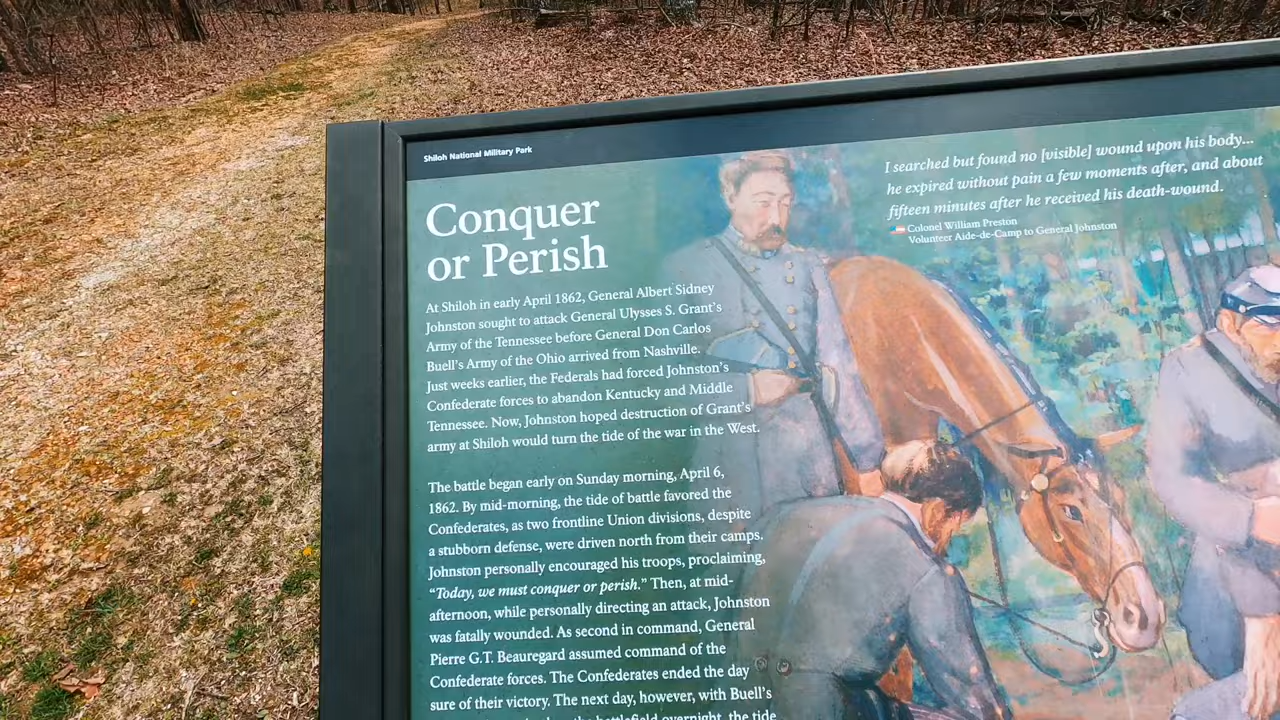 Shiloh National Military Park
Conquer
or Perish
At Shiloh in early April 1862, General Albert Sidney
Johnston sought to attack General Ulysses S. Grant's
Army of the Tennessee before General Don Carlos
Buell's Army of the Ohio arrived from Nashville.
Just weeks earlier, the Federals had forced Johnston's
Confederate forces to abandon Kentucky and Middle
Tennessee. Now, Johnston hoped destruction of Grant's
army at Shiloh would turn the tide of the war in the West.
The battle began early on Sunday morning, April 6,
1862. By mid-morning, the tide of battle favored the
Confederates, as two frontline Union divisions, despite
a stubborn defense, were driven north from their camps.
Johnston personally encouraged his troops, proclaiming,
“Today, we must conquer or perish.” Then, at mid-
afternoon, while personally directing an attack, Johnston
was fatally wounded. As second in command, General
Pierre G.T. Beauregard assumed command of the
Confederate forces. The Confederates ended the day
sure of their victory. The next day, however, with Buell's
the battlefield overnight, the tide
I searched but found no [visible] wound upon his body...
he expired without pain a few moments after, and about
fifteen minutes after he received his death-wound.
Colonel William Preston
Volunteer Aide-de-Camp to General Johnston